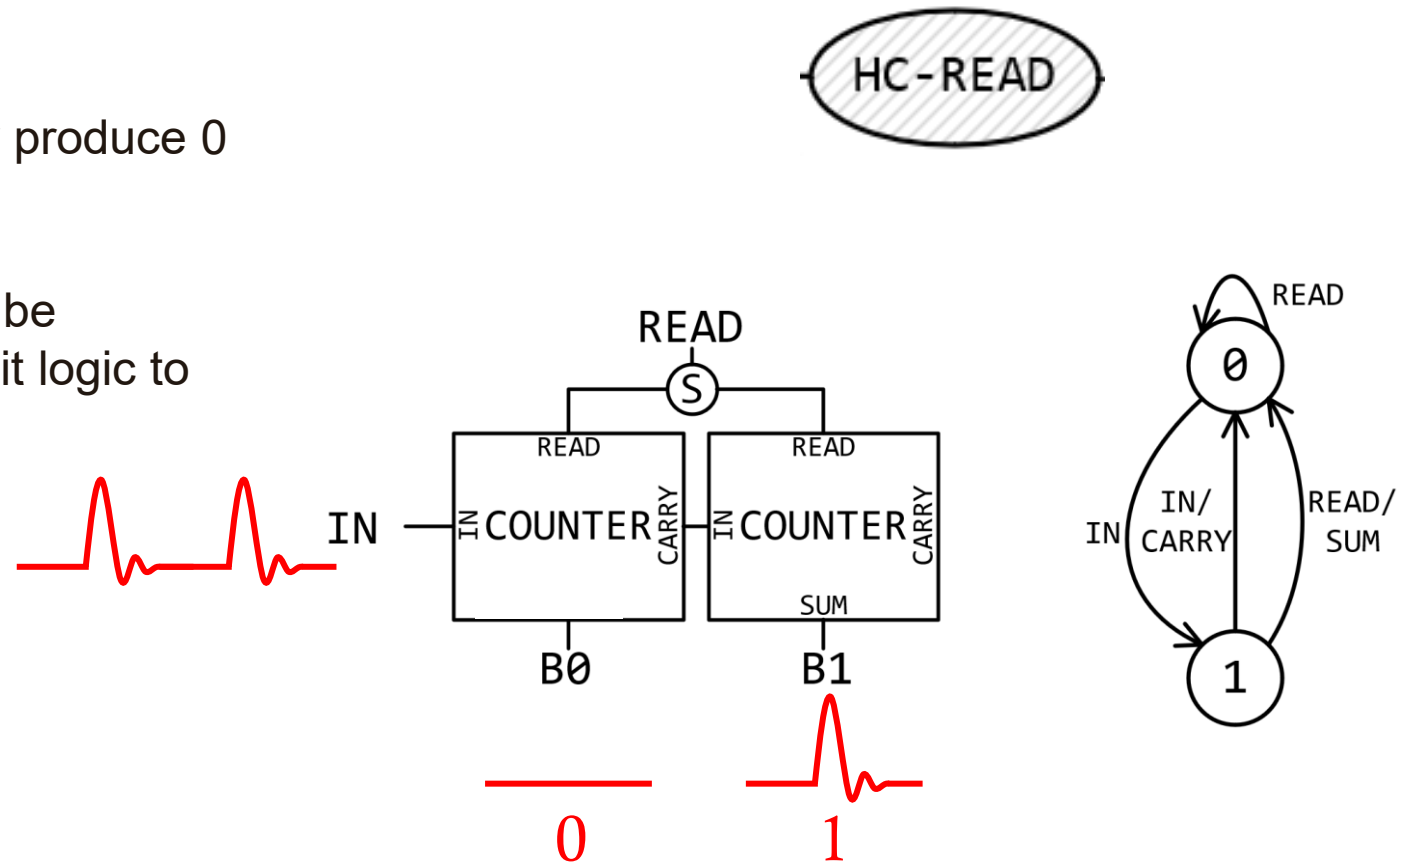 HC-READ
produce 0
be
it logic to
READ
S
READ
READ
IN
IN
COUNTER
CARRY
IN
COUNTER
CARRY
SUM
B0
B1
0
1
READ
0
IN
IN/
CARRY
READ/
SUM
1